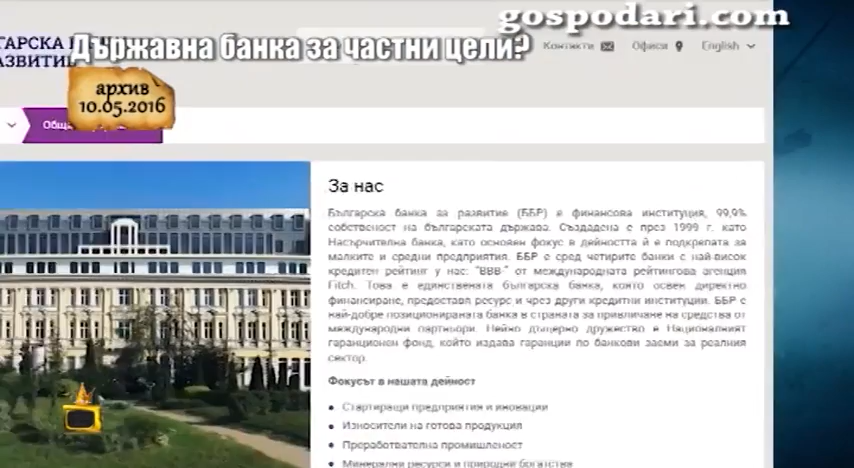 gospodari.com
Държавна банка за частни цели?
Контакти
Офиси
English
архив
10.05.2016
За нас
Българска банка за развитие (ББР) е финансова институция, 99,9%
собственост на българската държава. Създадена е през 1999 г. като
Насърчителна банка, като основен фокус в дейността ѝ е подкрепата за
малките и средни предприятия. ББР е сред четирите банки с най-висок
кредитен рейтинг у нас: "BBB-" от международната рейтингова агенция
Fitch. Това е единствената българска банка, която освен директно
финансиране, предоставя ресурс и чрез други кредитни институции. ББР е
най-добре позиционираната банка в страната за привличане на средства от
международни партньори. Нейно дъщерно дружество е Националният
гаранционен фонд, който издава гаранции по банкови заеми за реалния
сектор.
Фокусът в нашата дейност
Стартиращи предприятия и иновации
Износители на готова продукция
Преработвателна промишленост
Минерални ресурси и природни богатства